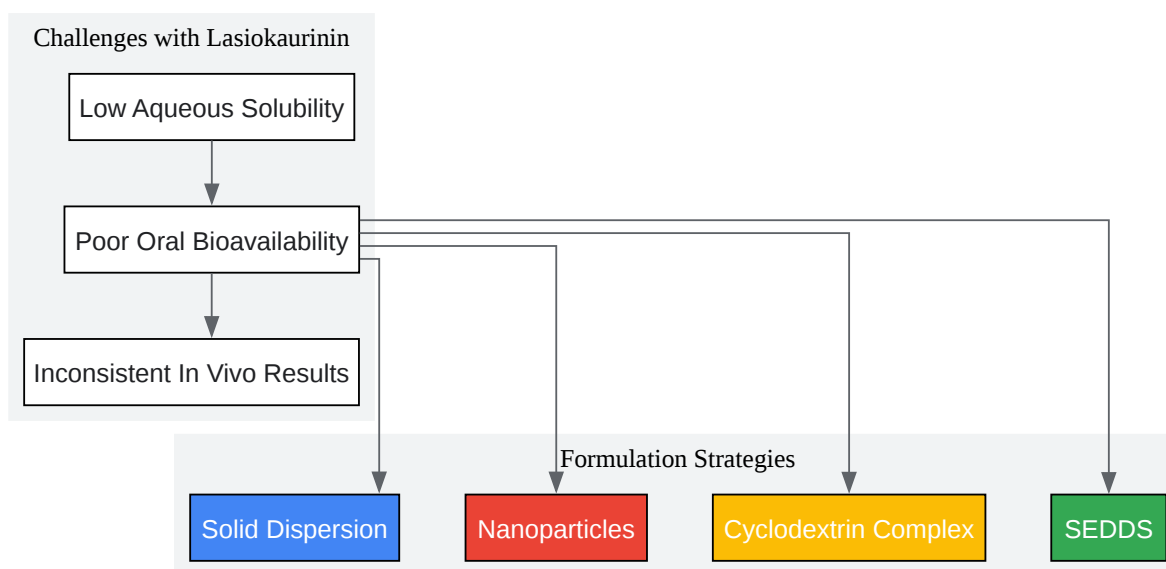 Challenges with Lasiokaurinin
Low Aqueous Solubility
Poor Oral Bioavailability
Inconsistent In Vivo Results
Formulation Strategies
Solid Dispersion
Nanoparticles
Cyclodextrin Complex
SEDDS